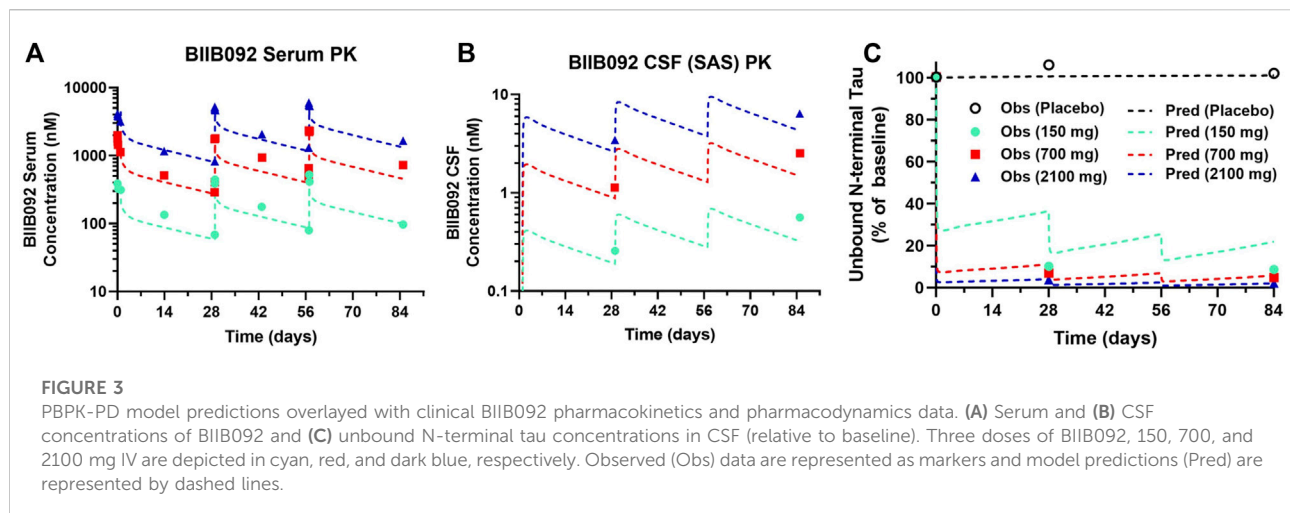 A
BIIB092 Serum PK
BIIB092 Serum
Concentration (nM)
10000
1000
100
10
0 14 28 42 56 70 84
Time (days)
B
BIIB092 CSF (SAS) PK
BIIB092 CSF
Concentration (nM)
10
1
0.1
0 14 28 42 56 70 84
Time (days)
C
Unbound N-terminal Tau
(% of baseline)
100
80
60
40
20
0
0 14 28 42 56 70 84
Time (days)
Obs (Placebo)
Obs (150 mg)
Obs (700 mg)
Obs (2100 mg)
Pred (Placebo)
Pred (150 mg)
Pred (700 mg)
Pred (2100 mg)
FIGURE 3
PBPK-PD model predictions overlayed with clinical BIIB092 pharmacokinetics and pharmacodynamics data. (A) Serum and (B) CSF
concentrations of BIIB092 and (C) unbound N-terminal tau concentrations in CSF (relative to baseline). Three doses of BIIB092, 150, 700, and
2100 mg IV are depicted in cyan, red, and dark blue, respectively. Observed (Obs) data are represented as markers and model predictions (Pred) are
represented by dashed lines.